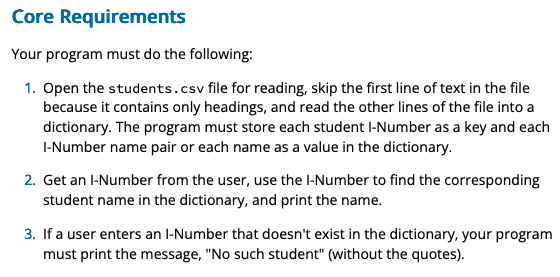 Core Requirements
Your program must do the following:
1. Open the students.csv file for reading, skip the first line of text in the file
because it contains only headings, and read the other lines of the file into a
dictionary. The program must store each student I-Number as a key and each
I-Number name pair or each name as a value in the dictionary.
2. Get an I-Number from the user, use the I-Number to find the corresponding
student name in the dictionary, and print the name.
3. If a user enters an I-Number that doesn't exist in the dictionary, your program
must print the message, "No such student" (without the quotes).